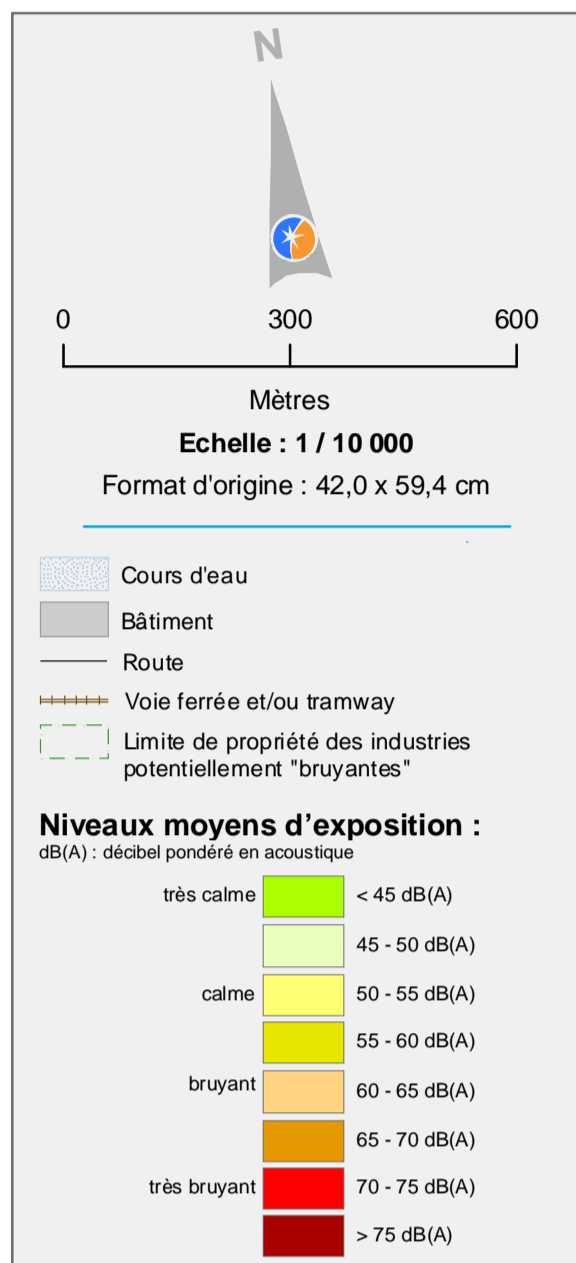 N
0 300 600
Mètres
Echelle : 1 / 10 000
Format d'origine : 42,0 x 59,4 cm
Cours d'eau
Bâtiment
Route
Voie ferrée et/ou tramway
Limite de propriété des industries
potentiellement "bruyantes"
Niveaux moyens d’exposition :
dB(A) : décibel pondéré en acoustique
très calme < 45 dB(A)
45 - 50 dB(A)
calme 50 - 55 dB(A)
55 - 60 dB(A)
bruyant 60 - 65 dB(A)
65 - 70 dB(A)
très bruyant 70 - 75 dB(A)
> 75 dB(A)